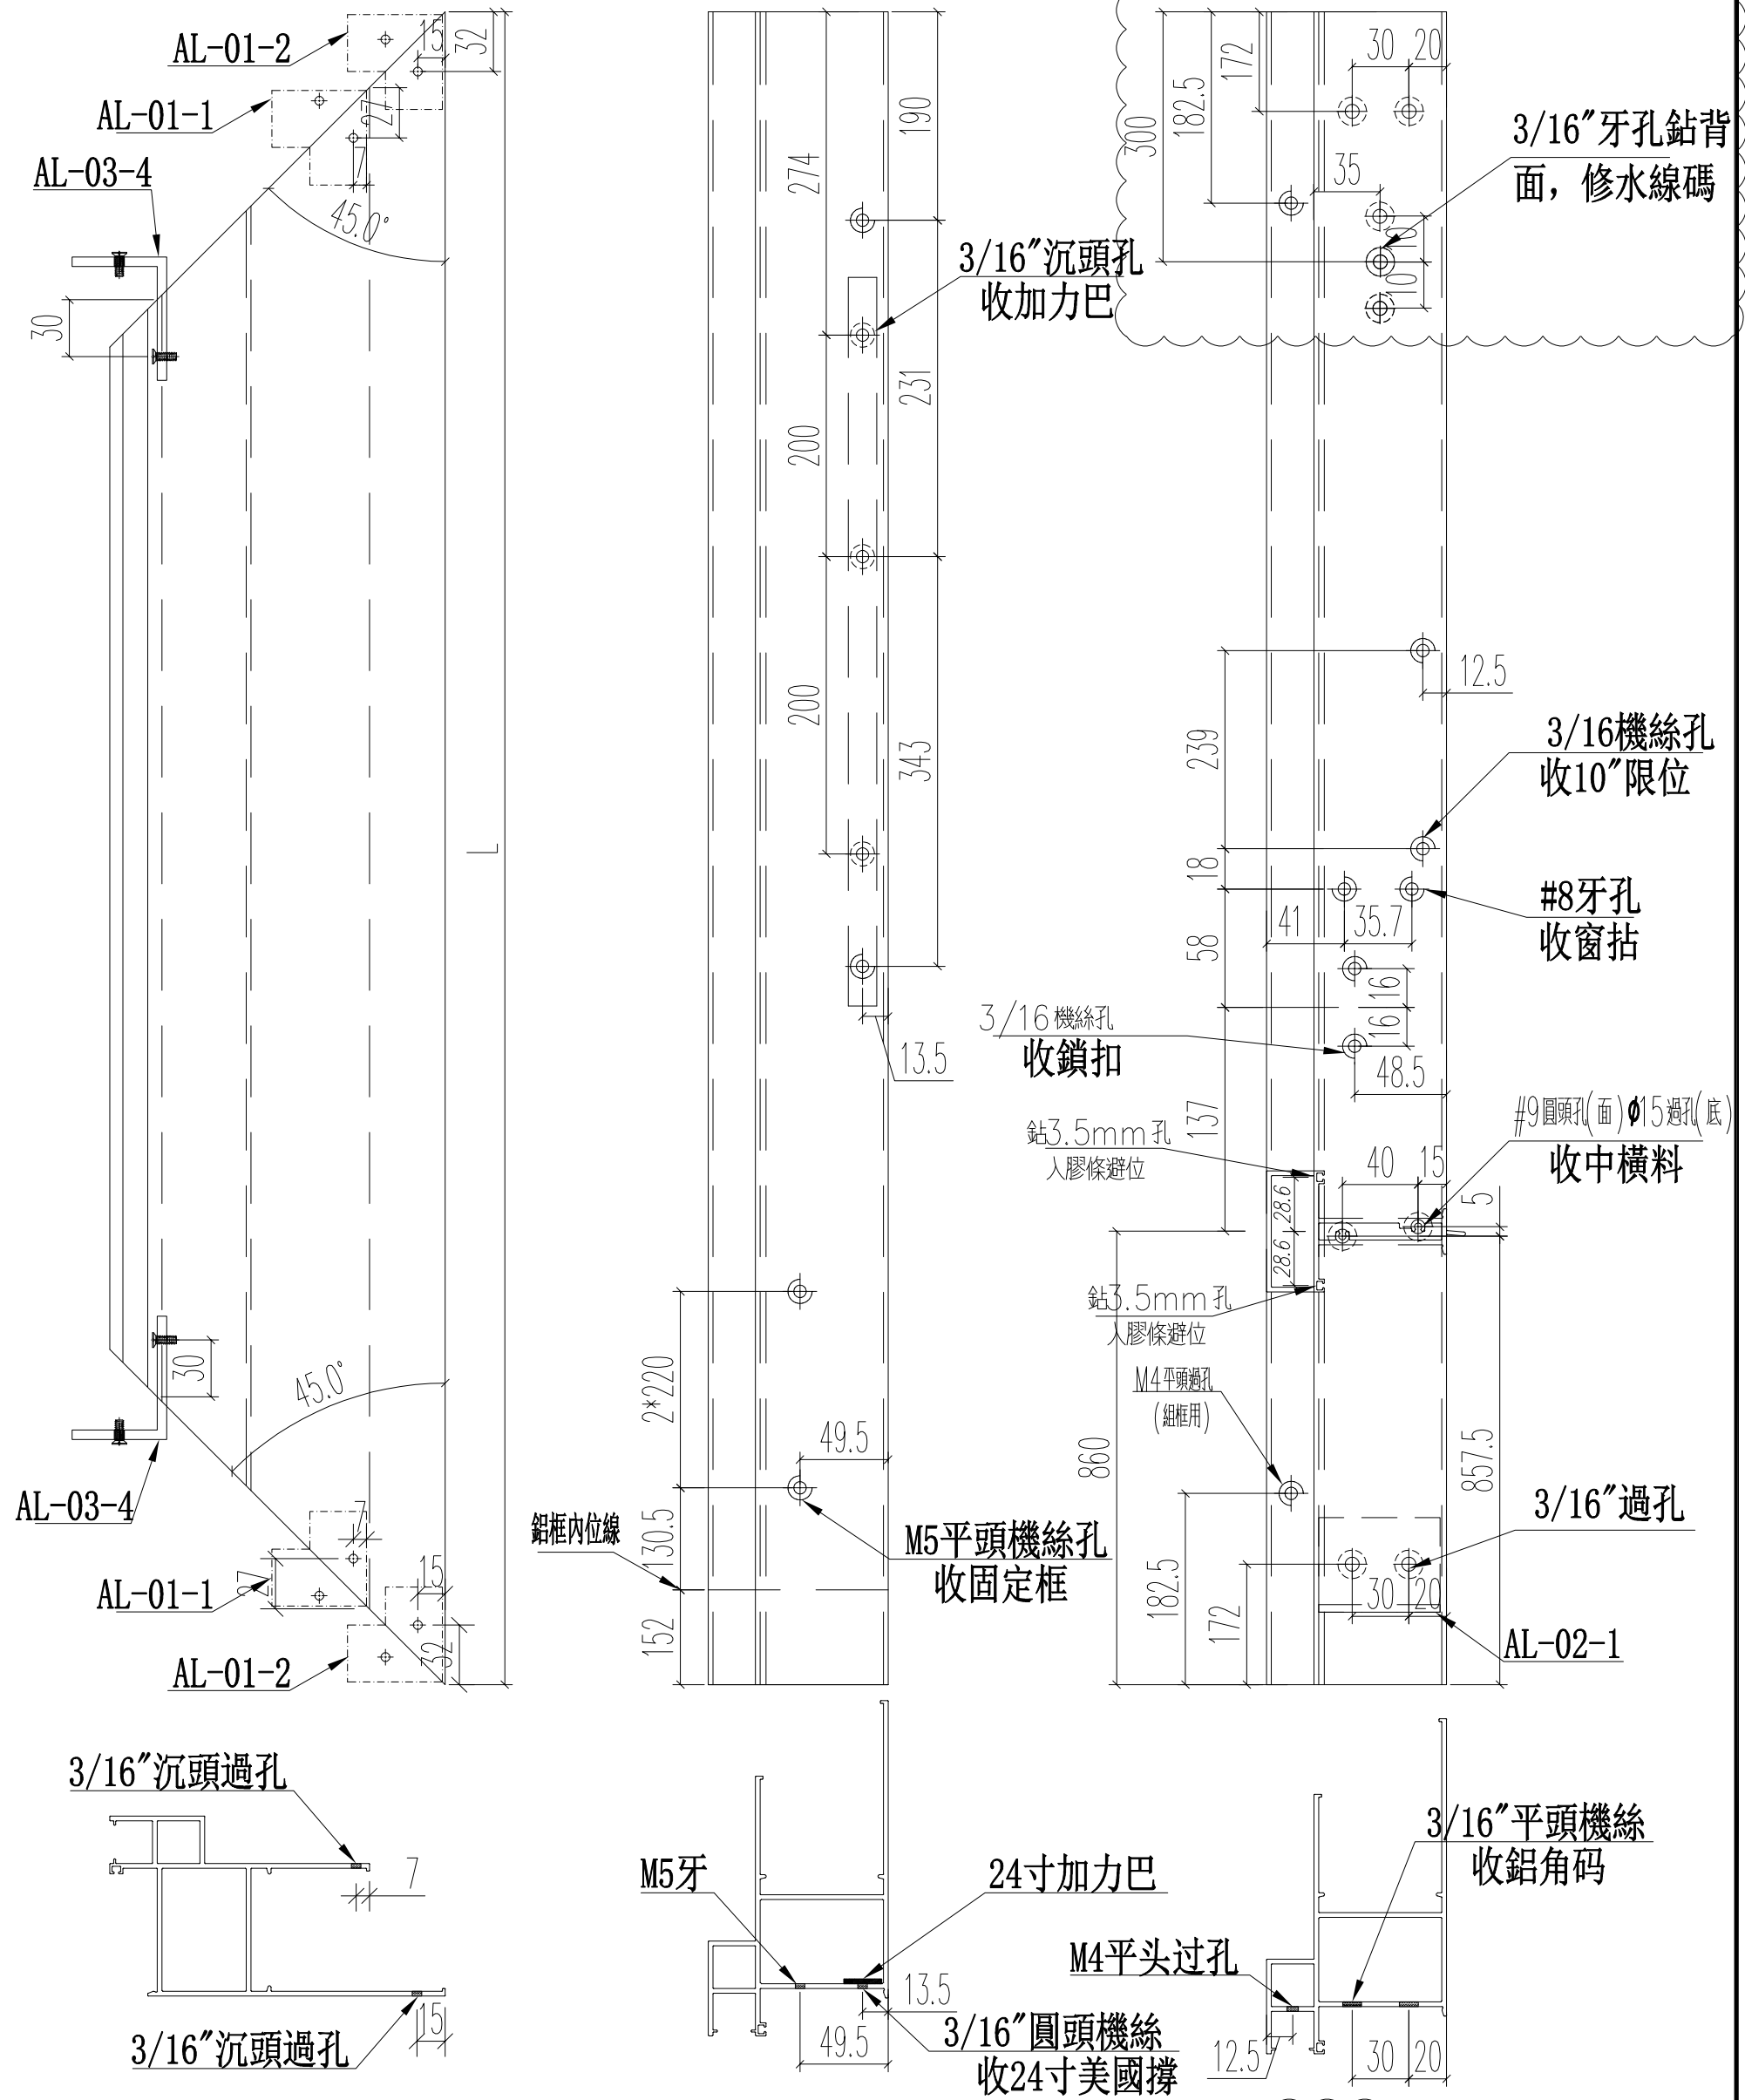 AL-01-2
15
32
AL-01-1
27
7
AL-03-4
45.0°
30
L
30
45.0°
AL-03-4
7
AL-01-1
27
15
32
AL-01-2
3/16"沉頭過孔
7
3/16"沉頭過孔
15
190
274
3/16"沉頭孔
收加力巴
231
200
200
343
13.5
2*220
49.5
130.5
鋁框內位線
M5平頭機絲孔
收固定框
152
M5牙
24寸加力巴
13.5
49.5
3/16"圓頭機絲
收24寸美國撐
30
20
172
182.5
300
3/16"牙孔鉆背
面，修水線碼
35
10
10
12.5
239
3/16機絲孔
收10"限位
18
#8牙孔
收窗拈
41
35.7
58
16
16
3/16機絲孔
收鎖扣
48.5
137
鉆3.5mm孔
入膠條避位
#9圓頭孔(面)ϕ15過孔(底)
收中橫料
40
15
5
28.6
28.6
鉆3.5mm孔
入膠條避位
M4平頭過孔
(組框用)
860
857.5
3/16"過孔
182.5
172
30
20
AL-02-1
3/16"平頭機絲
收鋁角码
M4平头过孔
12.5
30
20